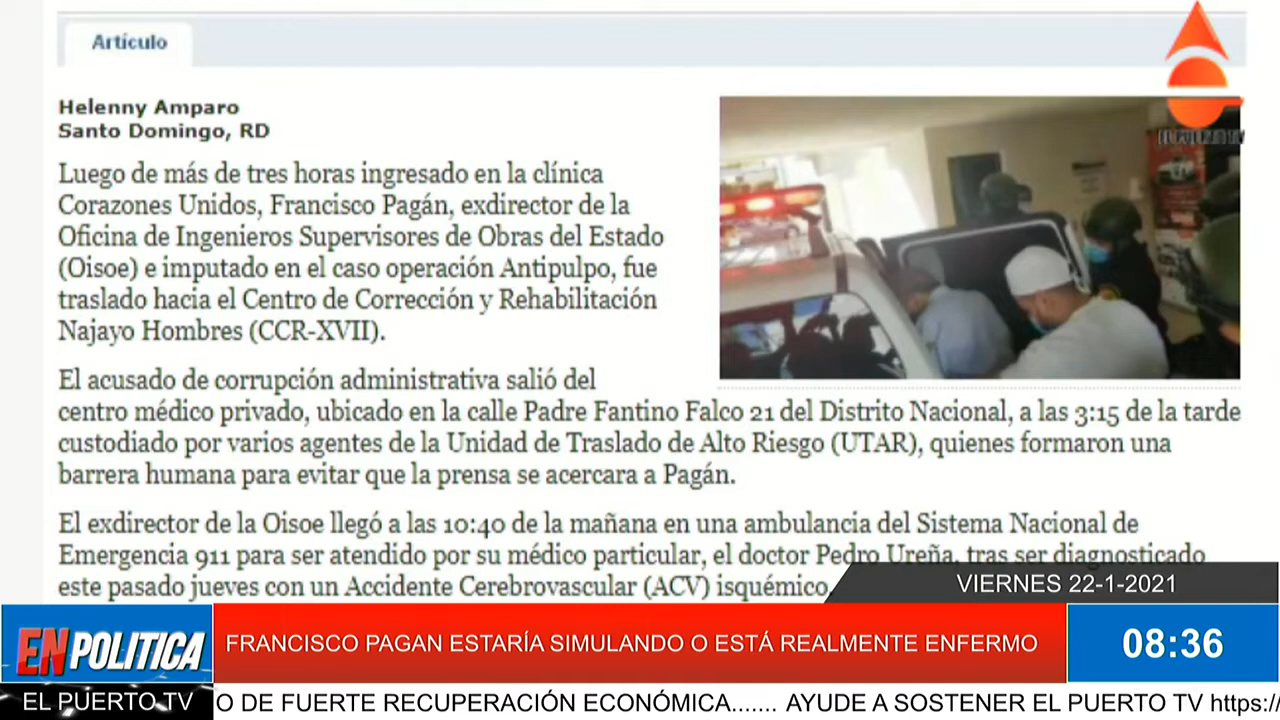 Artículo
EL PUERTO TV
Helenny Amparo
Santo Domingo, RD
Luego de más de tres horas ingresado en la clínica
Corazones Unidos, Francisco Pagán, exdirector de la
Oficina de Ingenieros Supervisores de Obras del Estado
(Oisoe) e imputado en el caso operación Antipulpo, fue
traslado hacia el Centro de Corrección y Rehabilitación
Najayo Hombres (CCR-XVII).
El acusado de corrupción administrativa salió del
centro médico privado, ubicado en la calle Padre Fantino Falco 21 del Distrito Nacional, a las 3:15 de la tarde
custodiado por varios agentes de la Unidad de Traslado de Alto Riesgo (UTAR), quienes formaron una
barrera humana para evitar que la prensa se acercara a Pagán.
El exdirector de la Oisoe llegó a las 10:40 de la mañana en una ambulancia del Sistema Nacional de
Emergencia 911 para ser atendido por su médico particular, el doctor Pedro Ureña, tras ser diagnosticado
este pasado jueves con un Accidente Cerebrovascular (ACV) isquémico.
VIERNES 22-1-2021
EN POLITICA
FRANCISCO PAGAN ESTARÍA SIMULANDO O ESTÁ REALMENTE ENFERMO
08:36
EL PUERTO TV
O DE FUERTE RECUPERACIÓN ECONÓMICA....... AYUDE A SOSTENER EL PUERTO TV https:/